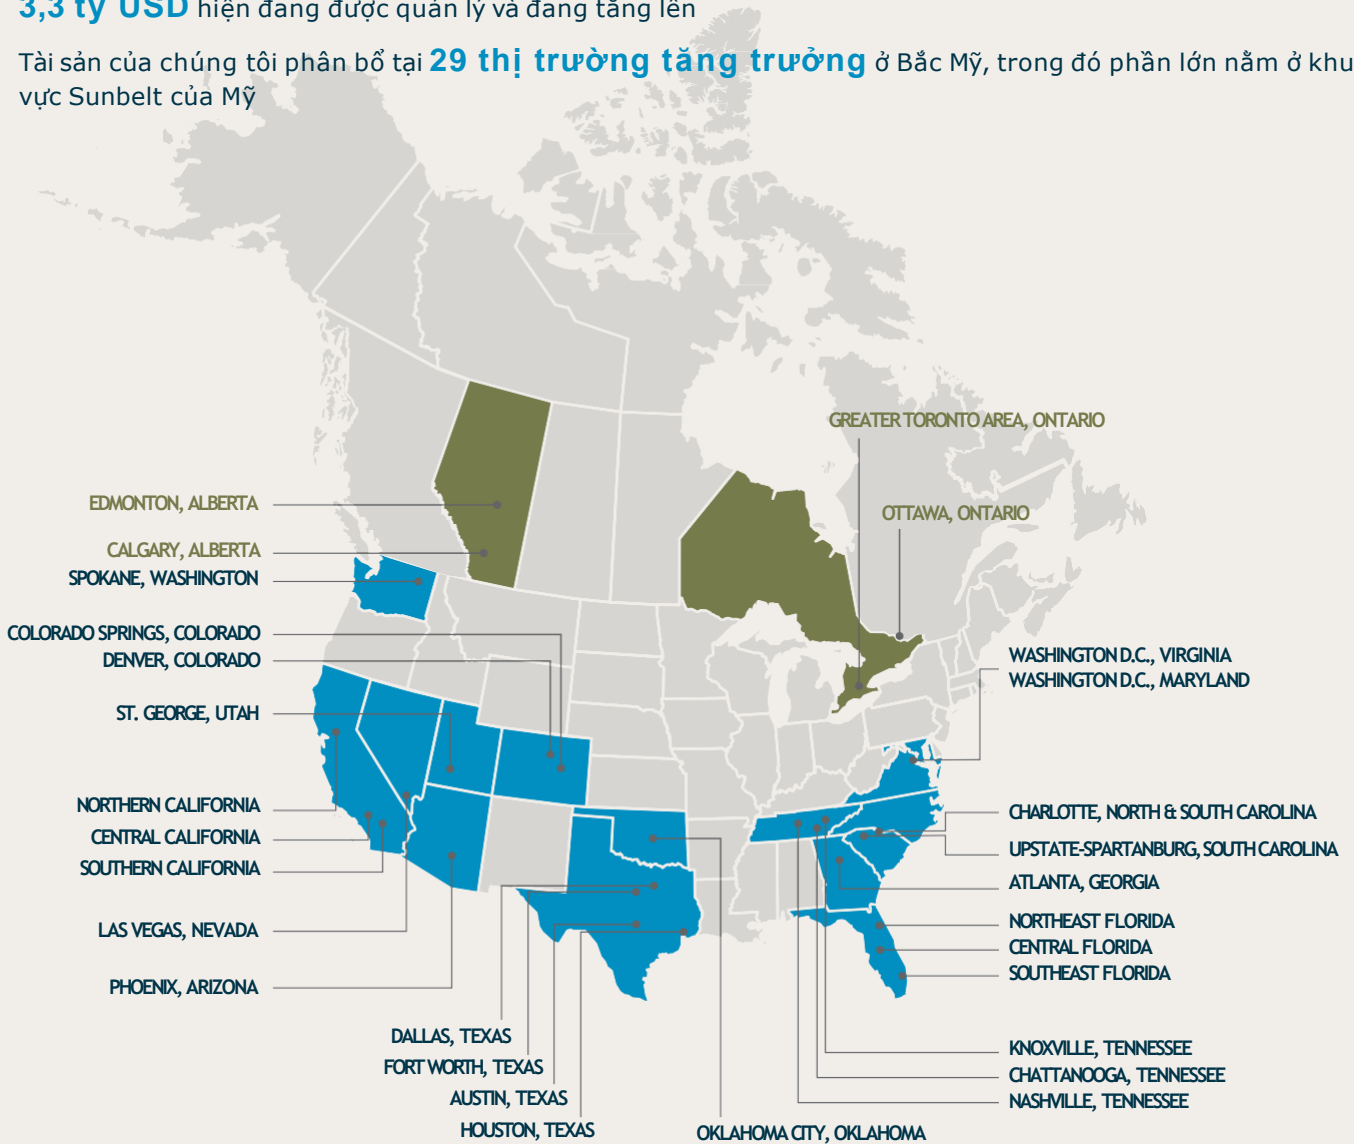 3,3 tỷ USD hiện đang được quản lý và đang tăng lên
Tài sản của chúng tôi phân bổ tại 29 thị trường tăng trưởng ở Bắc Mỹ, trong đó phần lớn nằm ở khu
vực Sunbelt của Mỹ
GREATER TORONTO AREA, ONTARIO
EDMONTON, ALBERTA
OTTAWA, ONTARIO
CALGARY, ALBERTA
SPOKANE, WASHINGTON
COLORADO SPRINGS, COLORADO
DENVER, COLORADO
WASHINGTON D.C., VIRGINIA
WASHINGTON D.C., MARYLAND
ST. GEORGE, UTAH
NORTHERN CALIFORNIA
CENTRAL CALIFORNIA
SOUTHERN CALIFORNIA
CHARLOTTE, NORTH & SOUTH CAROLINA
UPSTATE-SPARTANBURG, SOUTH CAROLINA
ATLANTA, GEORGIA
LAS VEGAS, NEVADA
NORTHEAST FLORIDA
CENTRAL FLORIDA
SOUTHEAST FLORIDA
PHOENIX, ARIZONA
DALLAS, TEXAS
FORT WORTH, TEXAS
AUSTIN, TEXAS
HOUSTON, TEXAS
OKLAHOMA CITY, OKLAHOMA
KNOXVILLE, TENNESSEE
CHATTANOOGA, TENNESSEE
NASHVILLE, TENNESSEE